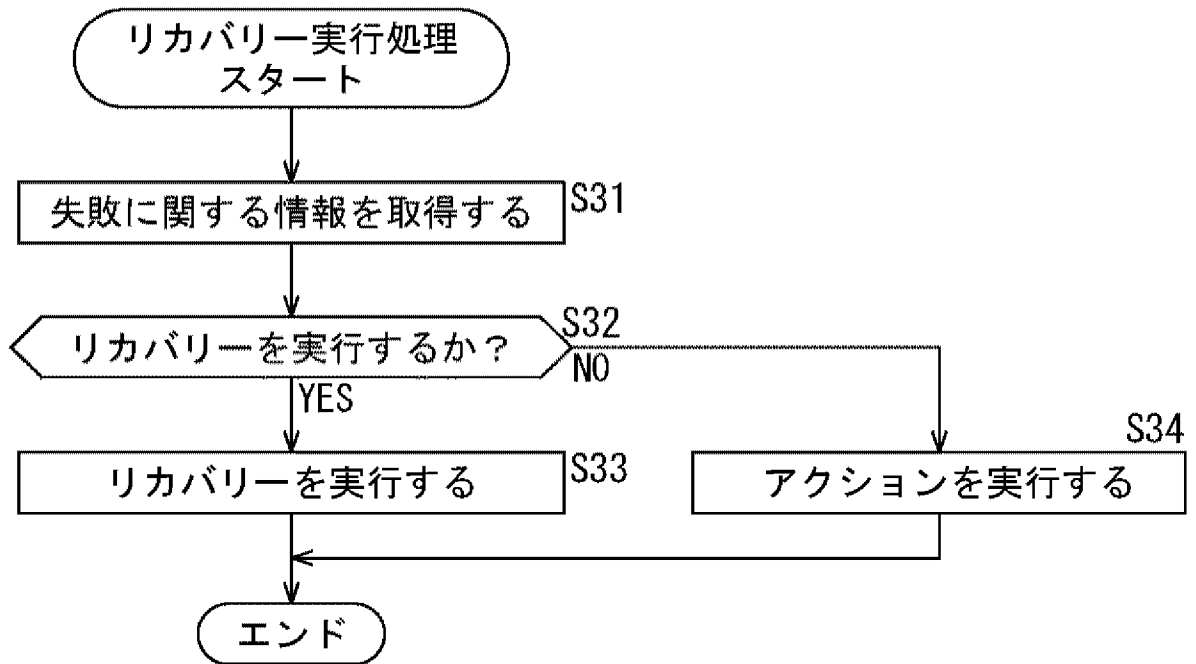 リカバリー実行処理
スタート
失敗に関する情報を取得する
S31
リカバリーを実行するか？
S32
NO
YES
リカバリーを実行する
S33
S34
アクションを実行する
エンド